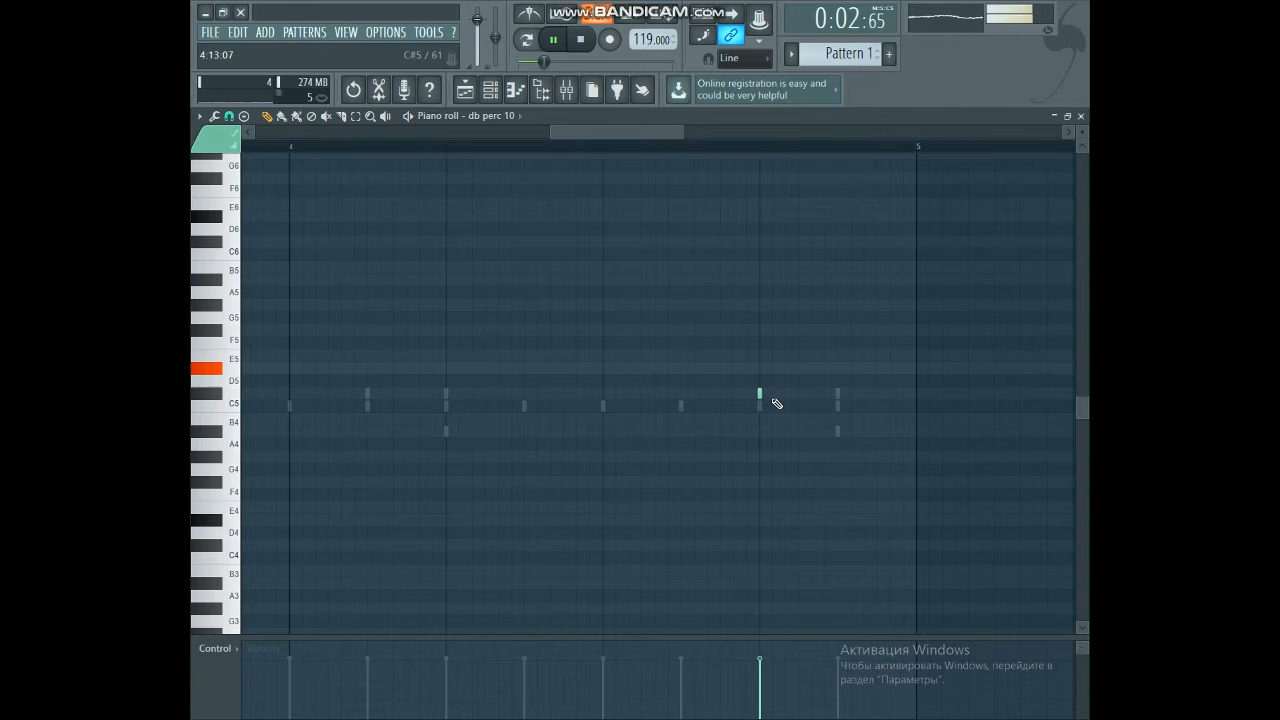 www.BANDICAM.com
0:02:65
M:S:CS
FILE EDIT ADD PATTERNS VIEW OPTIONS TOOLS ?
119.000
4:13:07
C#5 / 61
Line
Pattern 1
4
274 MB
5
Online registration is easy and
could be very helpful
Piano roll - db perc 10
4
5
G6
F6
E6
D6
C6
B5
A5
G5
F5
E5
D5
C5
B4
A4
G4
F4
E4
D4
C4
B3
A3
G3
Control
Velocity
Активация Windows
Чтобы активировать Windows, перейдите в
раздел "Параметры".